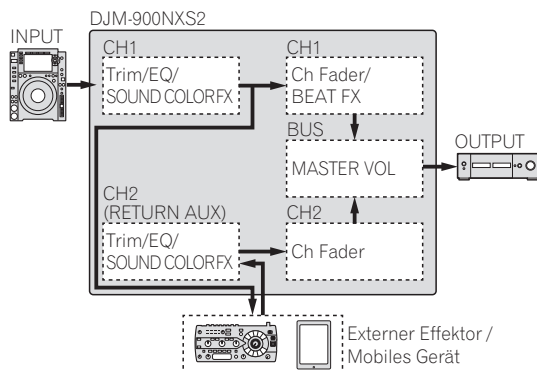 DJM-900NXS2
INPUT
CH1
Trim/EQ/
SOUND COLORFX
CH1
Ch Fader/
BEAT FX
BUS
MASTER VOL
OUTPUT
CH2
(RETURN AUX)
Trim/EQ/
SOUND COLORFX
CH2
Ch Fader
Externer Effektor /
Mobiles Gerät